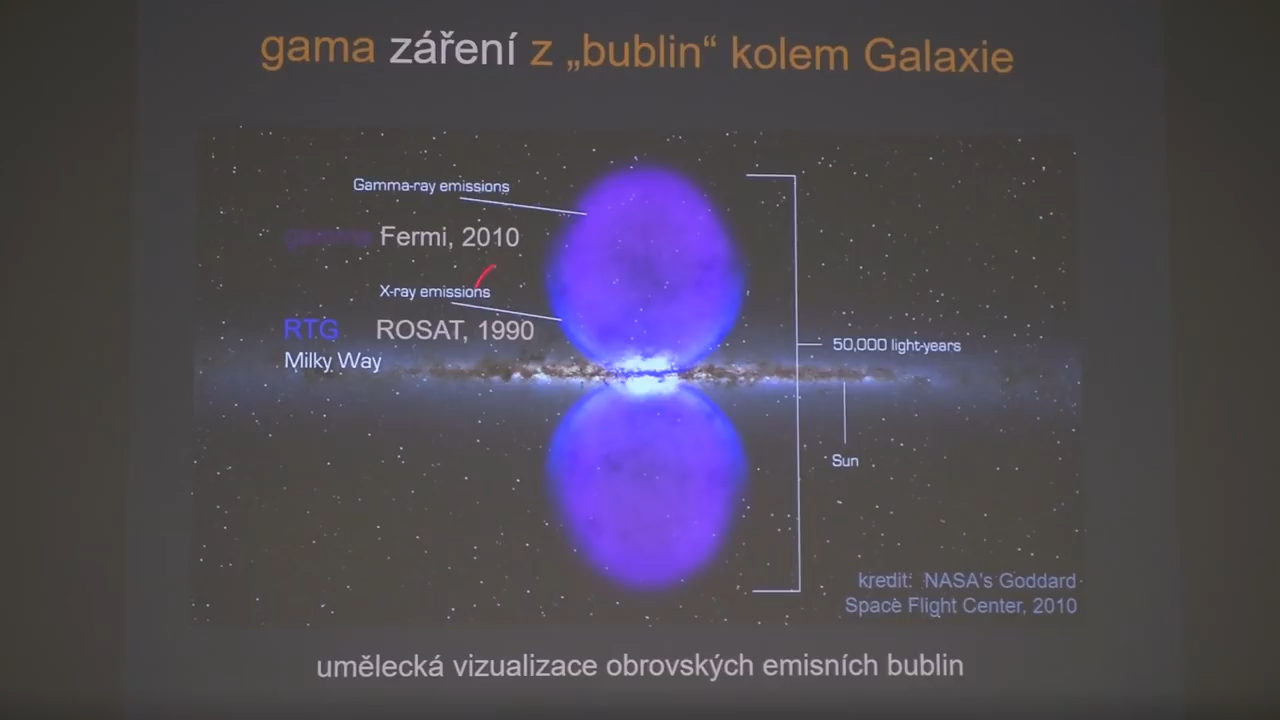 gama záření z „bublin“ kolem Galaxie
Gamma-ray emissions
gamma Fermi, 2010
X-ray emissions
RTG ROSAT, 1990
Milky Way
50,000 light-years
Sun
kredit: NASA's Goddard
Space Flight Center, 2010
umělecká vizualizace obrovských emisních bublin